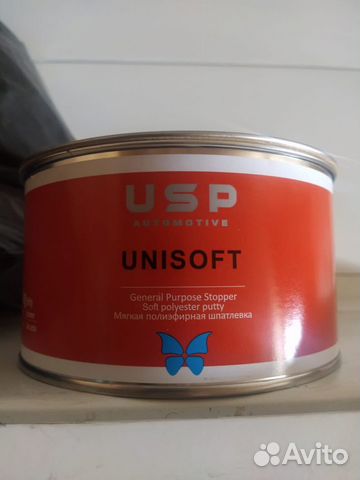 USP
AUTOMOTIVE
UNISOFT
General Purpose Stopper
Soft polyester putty
Мягкая полиэфирная шпатлевка
Avito